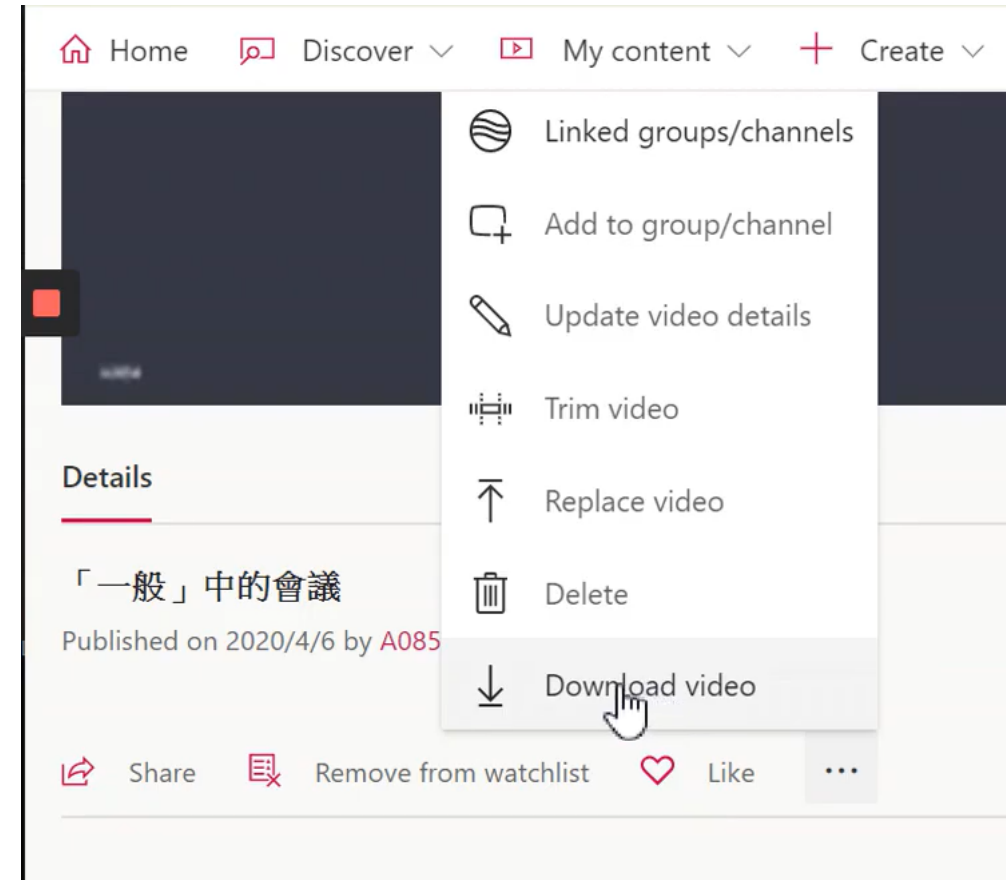 Home Discover My content Create
Linked groups/channels
Add to group/channel
Update video details
Trim video
Replace video
Delete
Download video
Details
「一般」中的會議
Published on 2020/4/6 by A085
Share Remove from watchlist Like